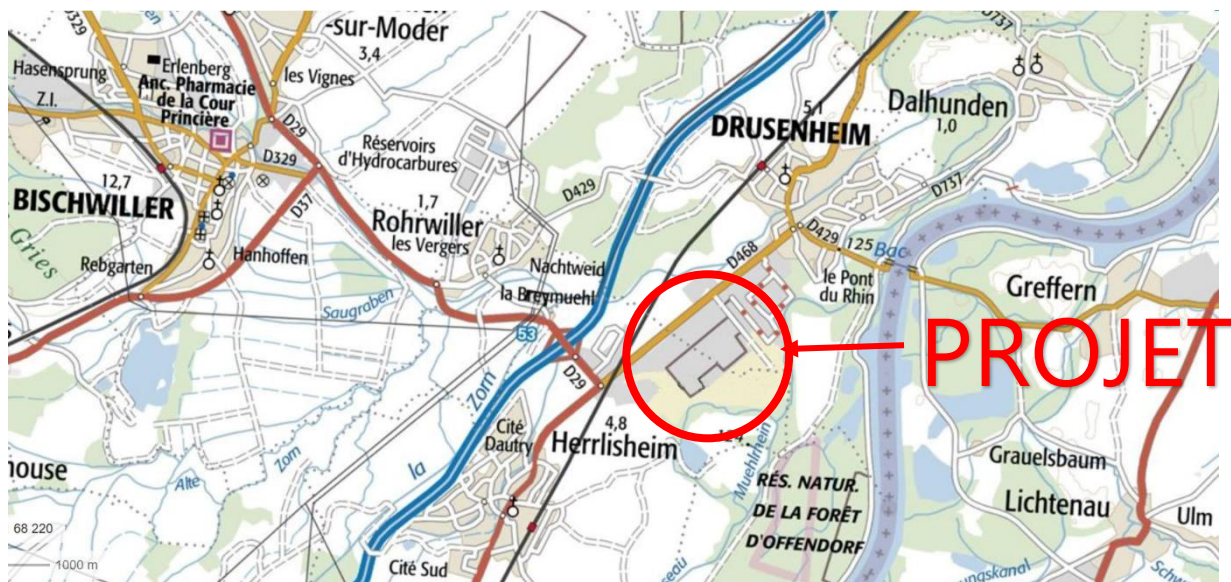 D329
-sur-Moder
3,4
D737
Hasensprung
Erlenberg
les Vignes
Anc. Pharmacie
de la Cour
Princière
Z.I.
D29
Réservoirs
d'Hydrocarbures
5,1
DRUSENHEIM
Dalhunden
1,0
D329
D429
D737
12,7
BISCHWILLER
D37
1,7
Rohrwiller
les Vergers
Gries
Hanhoffen
Rebgarten
Nachtweid
D468
D429
125
Bac
le Pont
du Rhin
Greffern
la Breymuehl
Saugraben
53
PROJET
D29
Zorn
la
Cité
Dautry
4,8
Herrlisheim
124
Muehlrhein
Grauelsbaum
house
Alte
Zorn
RÉS. NATUR.
DE LA FORÊT
D'OFFENDORF
Lichtenau
Ulm
68 220
1000 m
Cité Sud